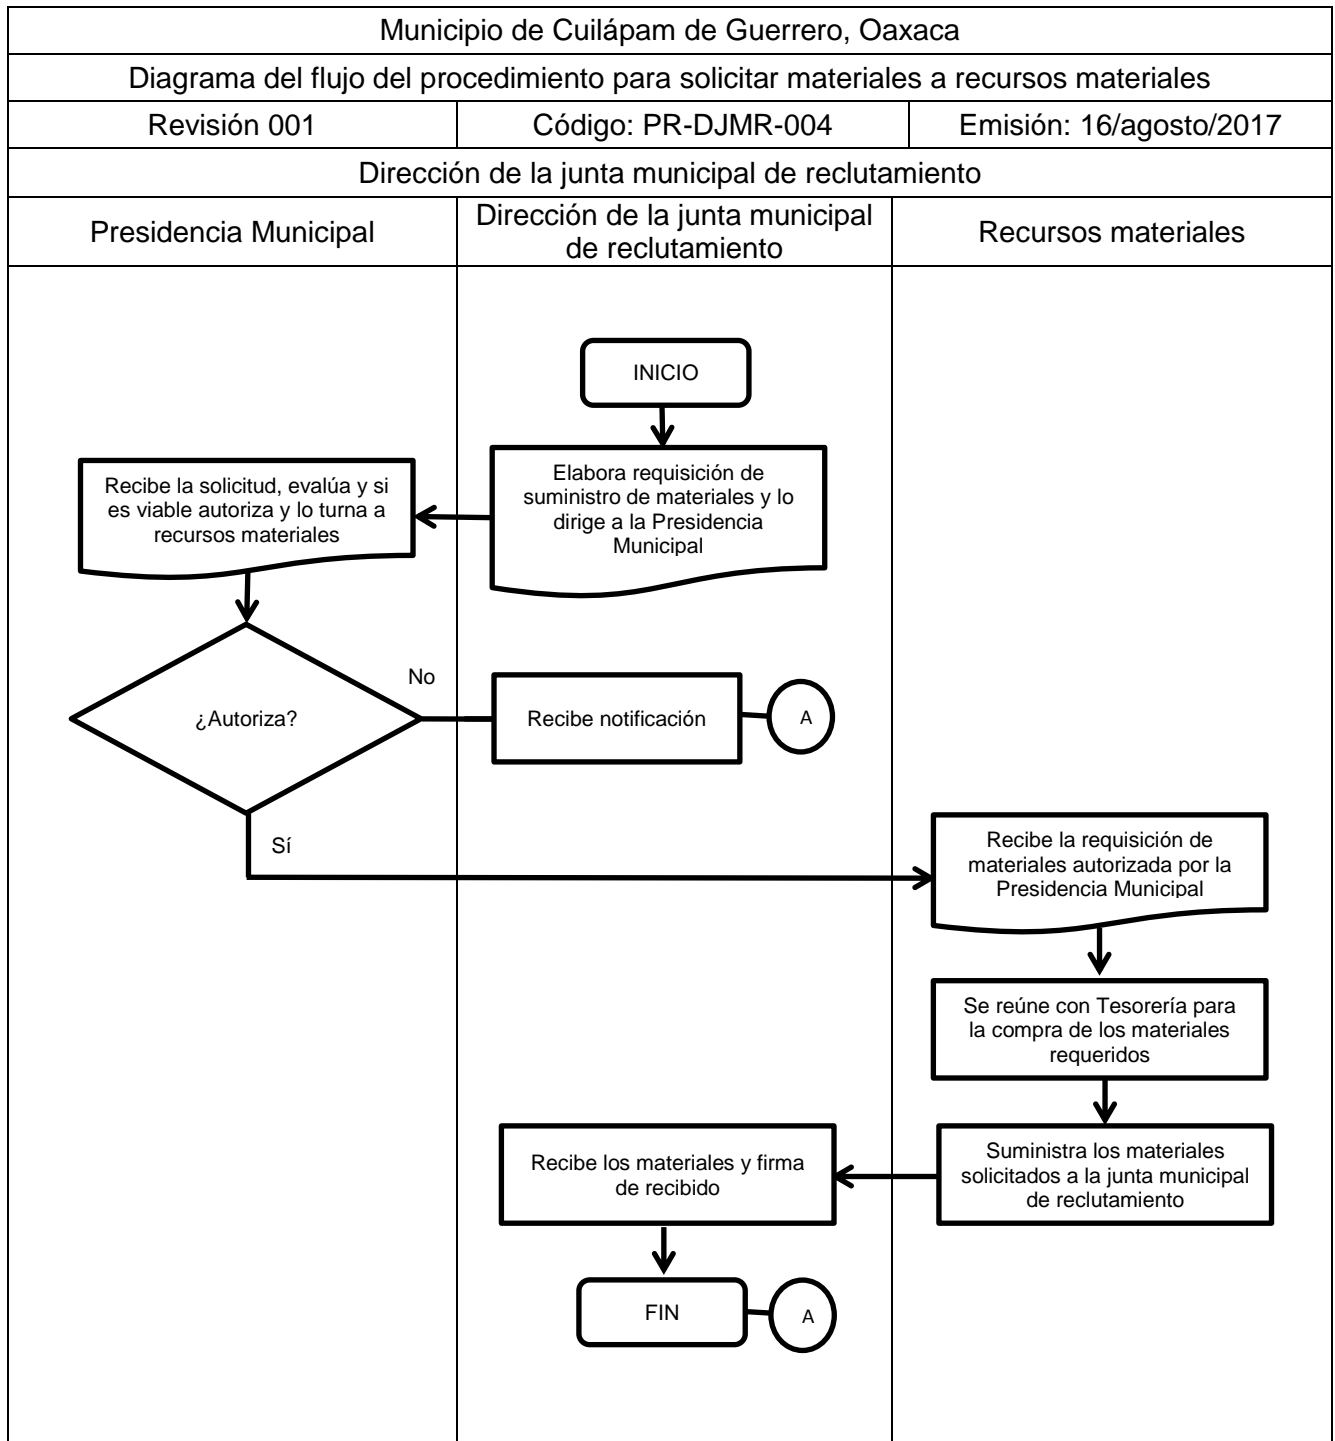 Municipio de Cuilápam de Guerrero, Oaxaca
Diagrama del flujo del procedimiento para solicitar materiales a recursos materiales
Revisión 001
Código: PR-DJMR-004
Emisión: 16/agosto/2017
Dirección de la junta municipal de reclutamiento
Presidencia Municipal
Dirección de la junta municipal
de reclutamiento
Recursos materiales
INICIO
Elabora requisición de
suministro de materiales y lo
dirige a la Presidencia
Municipal
Recibe la solicitud, evalúa y si
es viable autoriza y lo turna a
recursos materiales
¿Autoriza?
No
Recibe notificación
A
Sí
Recibe la requisición de
materiales autorizada por la
Presidencia Municipal
Se reúne con Tesorería para
la compra de los materiales
requeridos
Suministra los materiales
solicitados a la junta municipal
de reclutamiento
Recibe los materiales y firma
de recibido
FIN
A